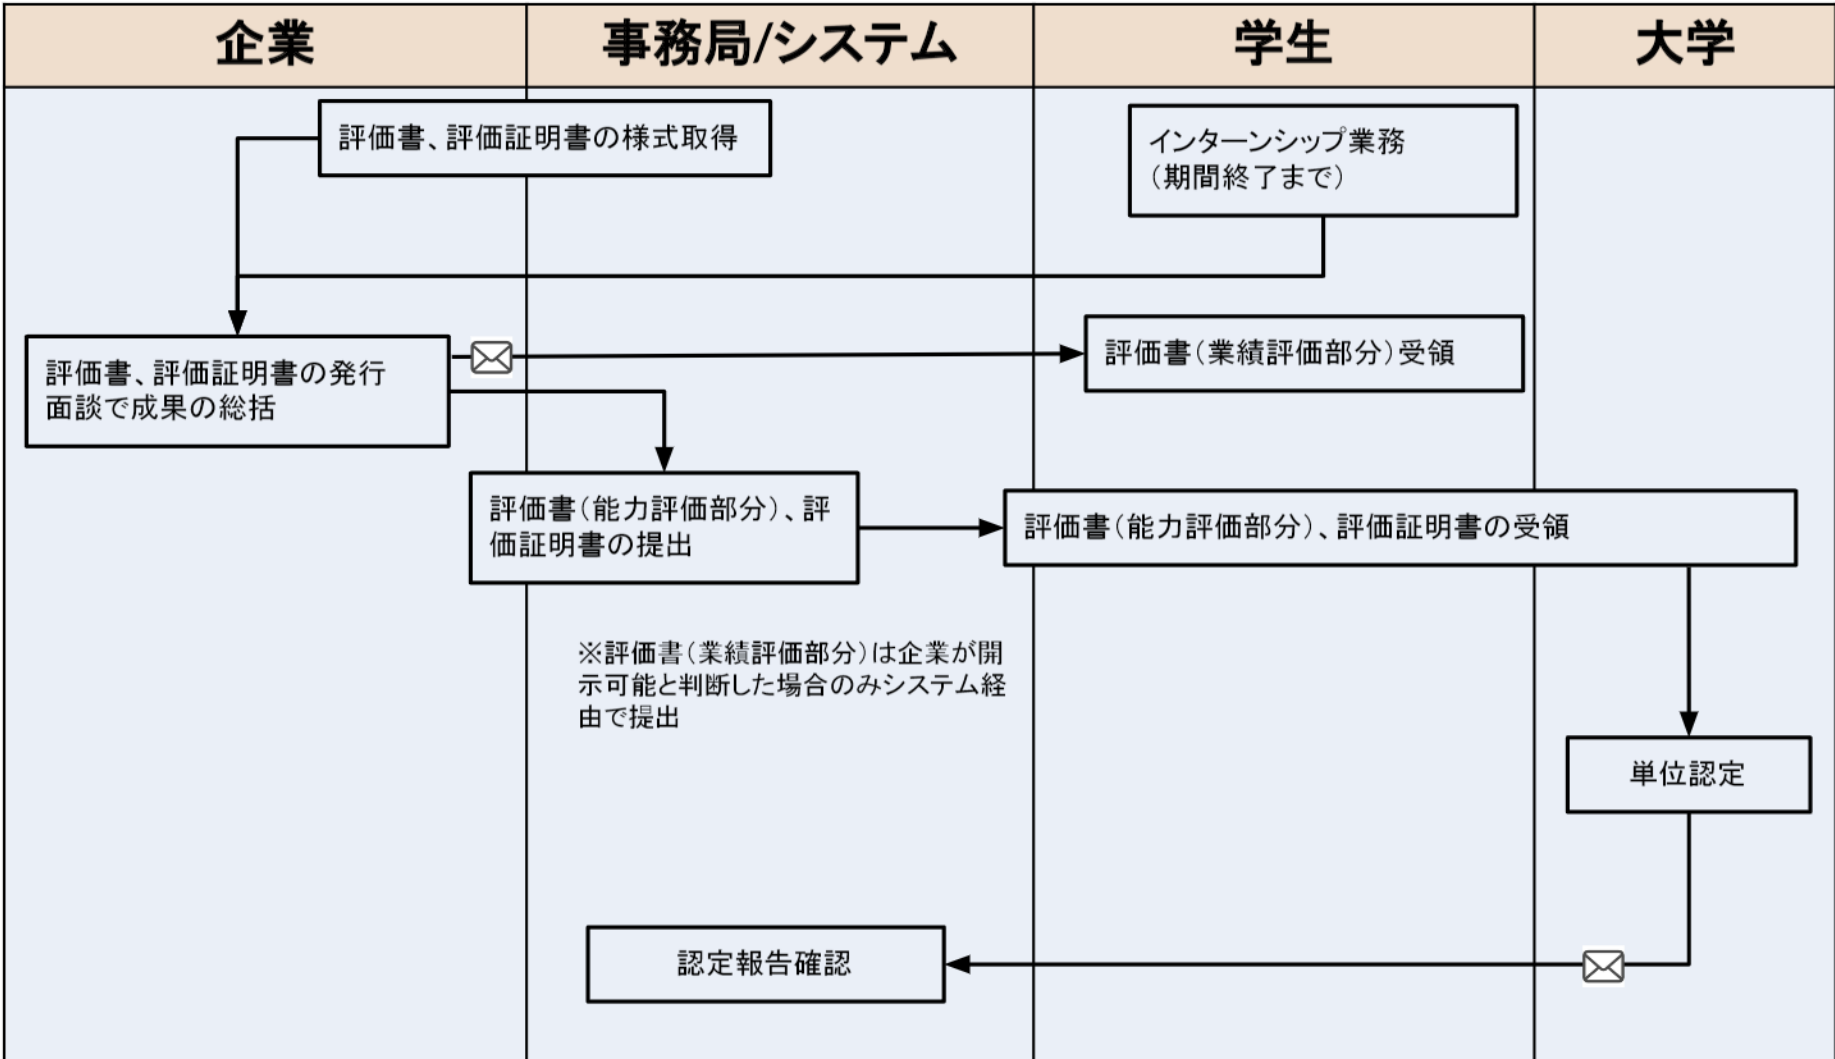 企業
事務局/システム
学生
大学
評価書、評価証明書の様式取得
インターンシップ業務
（期間終了まで）
評価書、評価証明書の発行
面談で成果の総括
評価書（業績評価部分）受領
評価書（能力評価部分）、評
価証明書の提出
評価書（能力評価部分）、評価証明書の受領
※評価書（業績評価部分）は企業が開
示可能と判断した場合のみシステム経
由で提出
単位認定
認定報告確認